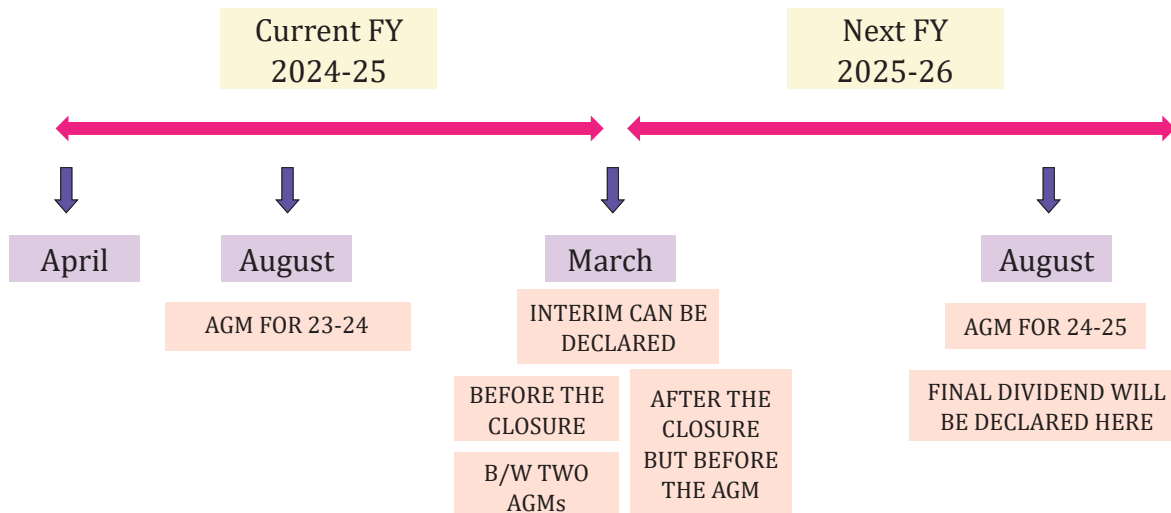 Current FY
2024-25
Next FY
2025-26
April
August
March
August
AGM FOR 23-24
INTERIM CAN BE
DECLARED
AGM FOR 24-25
BEFORE THE
CLOSURE
B/W TWO
AGMs
AFTER THE
CLOSURE
BUT BEFORE
THE AGM
FINAL DIVIDEND WILL
BE DECLARED HERE